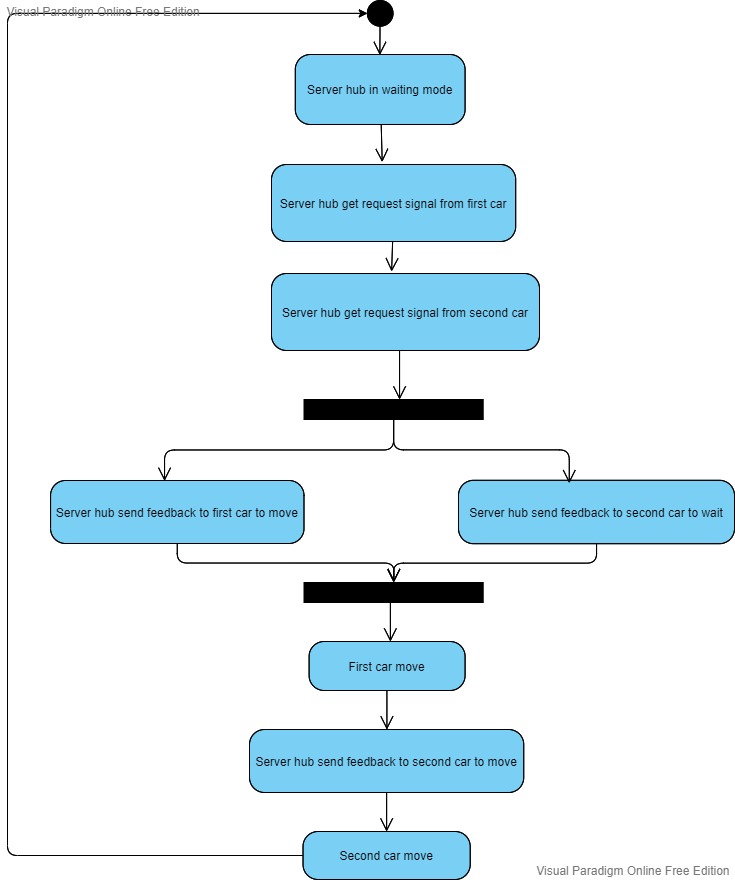 Visual Paradigm Online Free Edition
Server hub in waiting mode
Server hub get request signal from first car
Server hub get request signal from second car
Server hub send feedback to first car to move
Server hub send feedback to second car to wait
First car move
Server hub send feedback to second car to move
Second car move
Visual Paradigm Online Free Edition